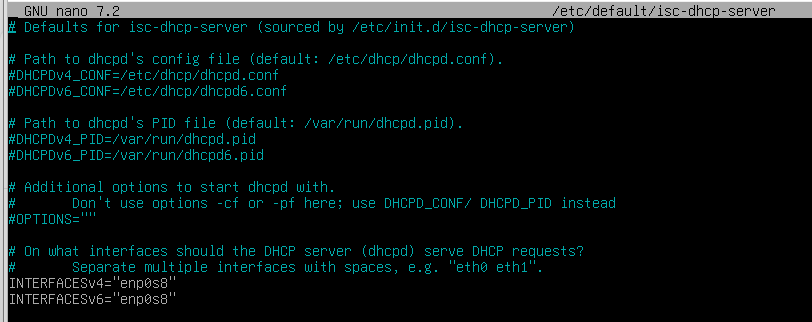 GNU nano 7.2 /etc/default/isc-dhcp-server
# Defaults for isc-dhcp-server (sourced by /etc/init.d/isc-dhcp-server)
# Path to dhcpd's config file (default: /etc/dhcp/dhcpd.conf).
#DHCPDv4_CONF=/etc/dhcp/dhcpd.conf
#DHCPDv6_CONF=/etc/dhcp/dhcpd6.conf
# Path to dhcpd's PID file (default: /var/run/dhcpd.pid).
#DHCPDv4_PID=/var/run/dhcpd.pid
#DHCPDv6_PID=/var/run/dhcpd6.pid
# Additional options to start dhcpd with.
#       Don't use options -cf or -pf here; use DHCPD_CONF/ DHCPD_PID instead
#OPTIONS=""
# On what interfaces should the DHCP server (dhcpd) serve DHCP requests?
#       Separate multiple interfaces with spaces, e.g. "eth0 eth1".
INTERFACESv4="enp0s8"
INTERFACESv6="enp0s8"